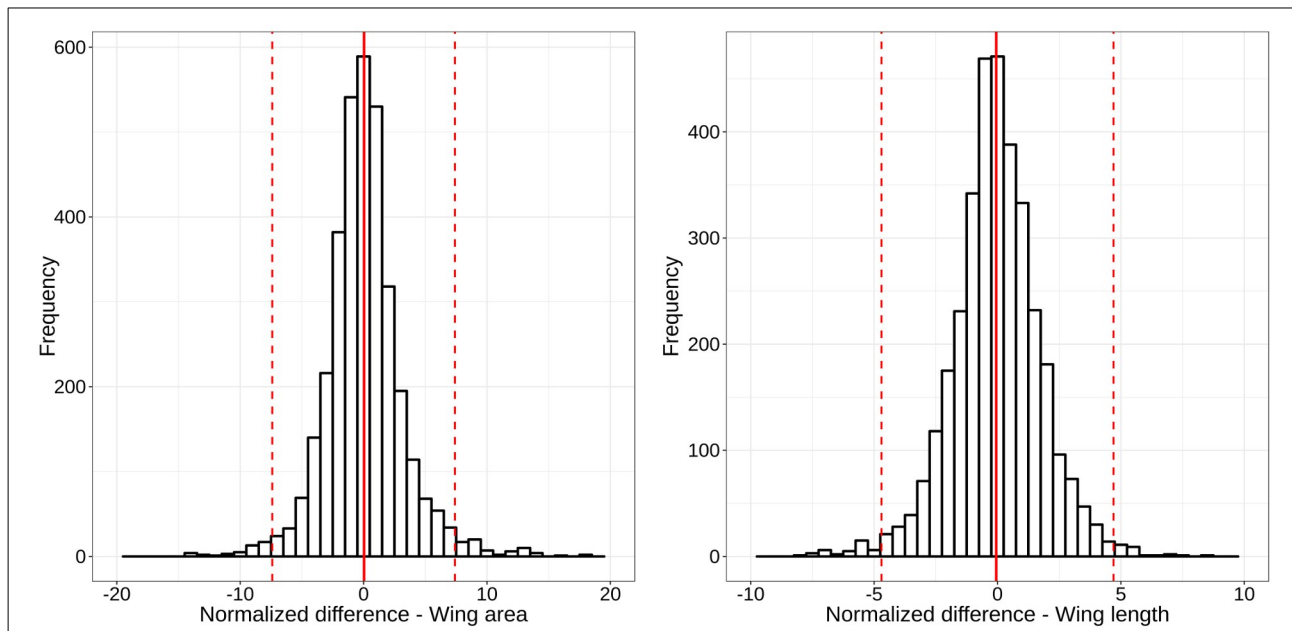 600
400
200
0
Frequency
-20 -10 0 10 20
Normalized difference - Wing area
400
300
200
100
0
Frequency
-10 -5 0 5 10
Normalized difference - Wing length